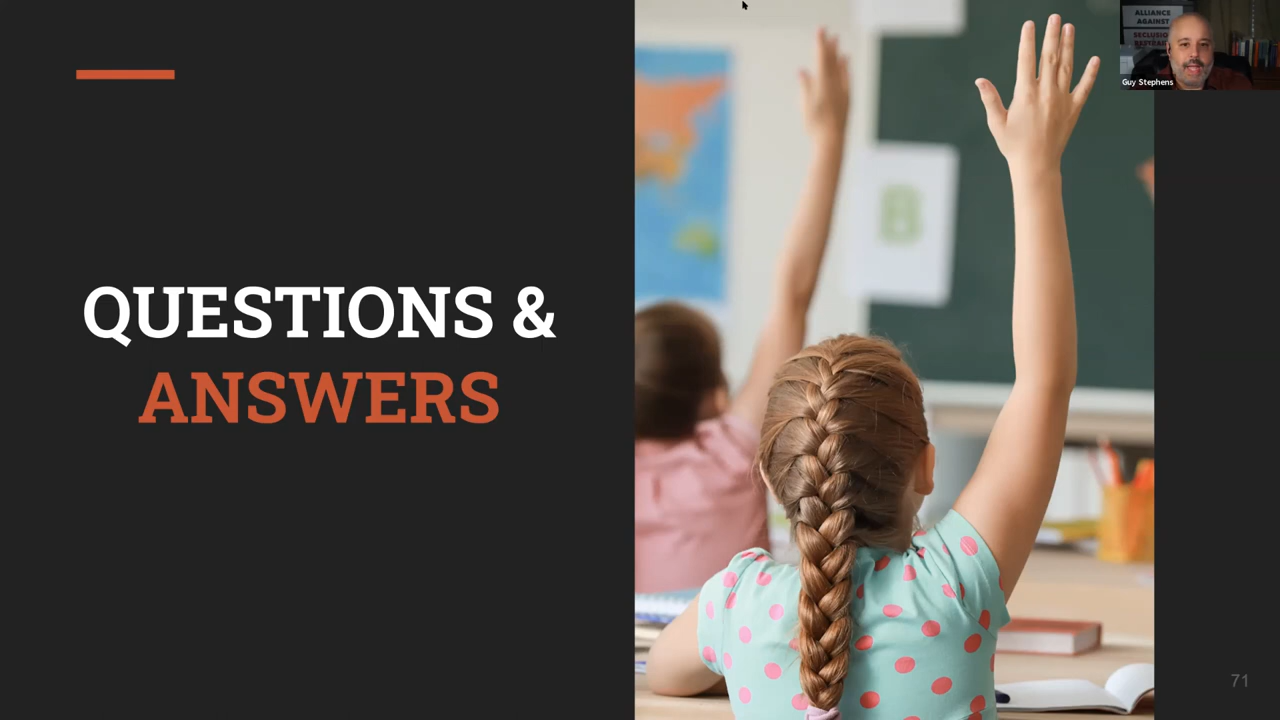 QUESTIONS &
ANSWERS
B
ALLIANCE
AGAINST
SECLUSION
Guy Stephens
71